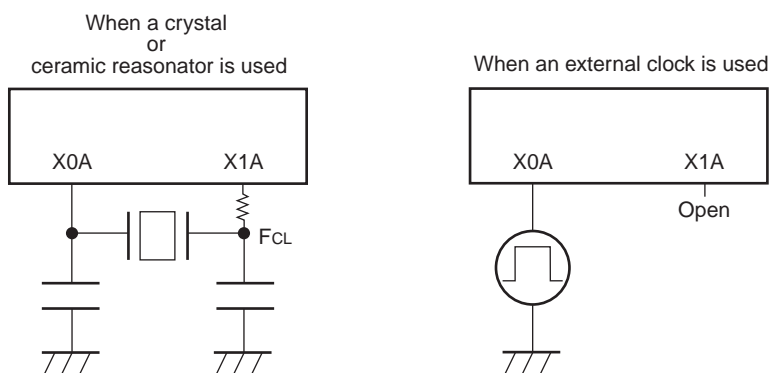 When a crystal
or
ceramic reasonator is used
X0A X1A
FCL
When an external clock is used
X0A X1A
Open